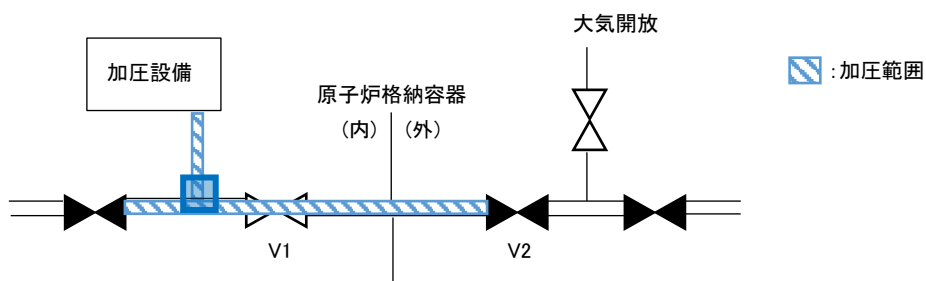 大気開放
加圧設備
:加圧範囲
原子炉格納容器
(内) (外)
V1
V2